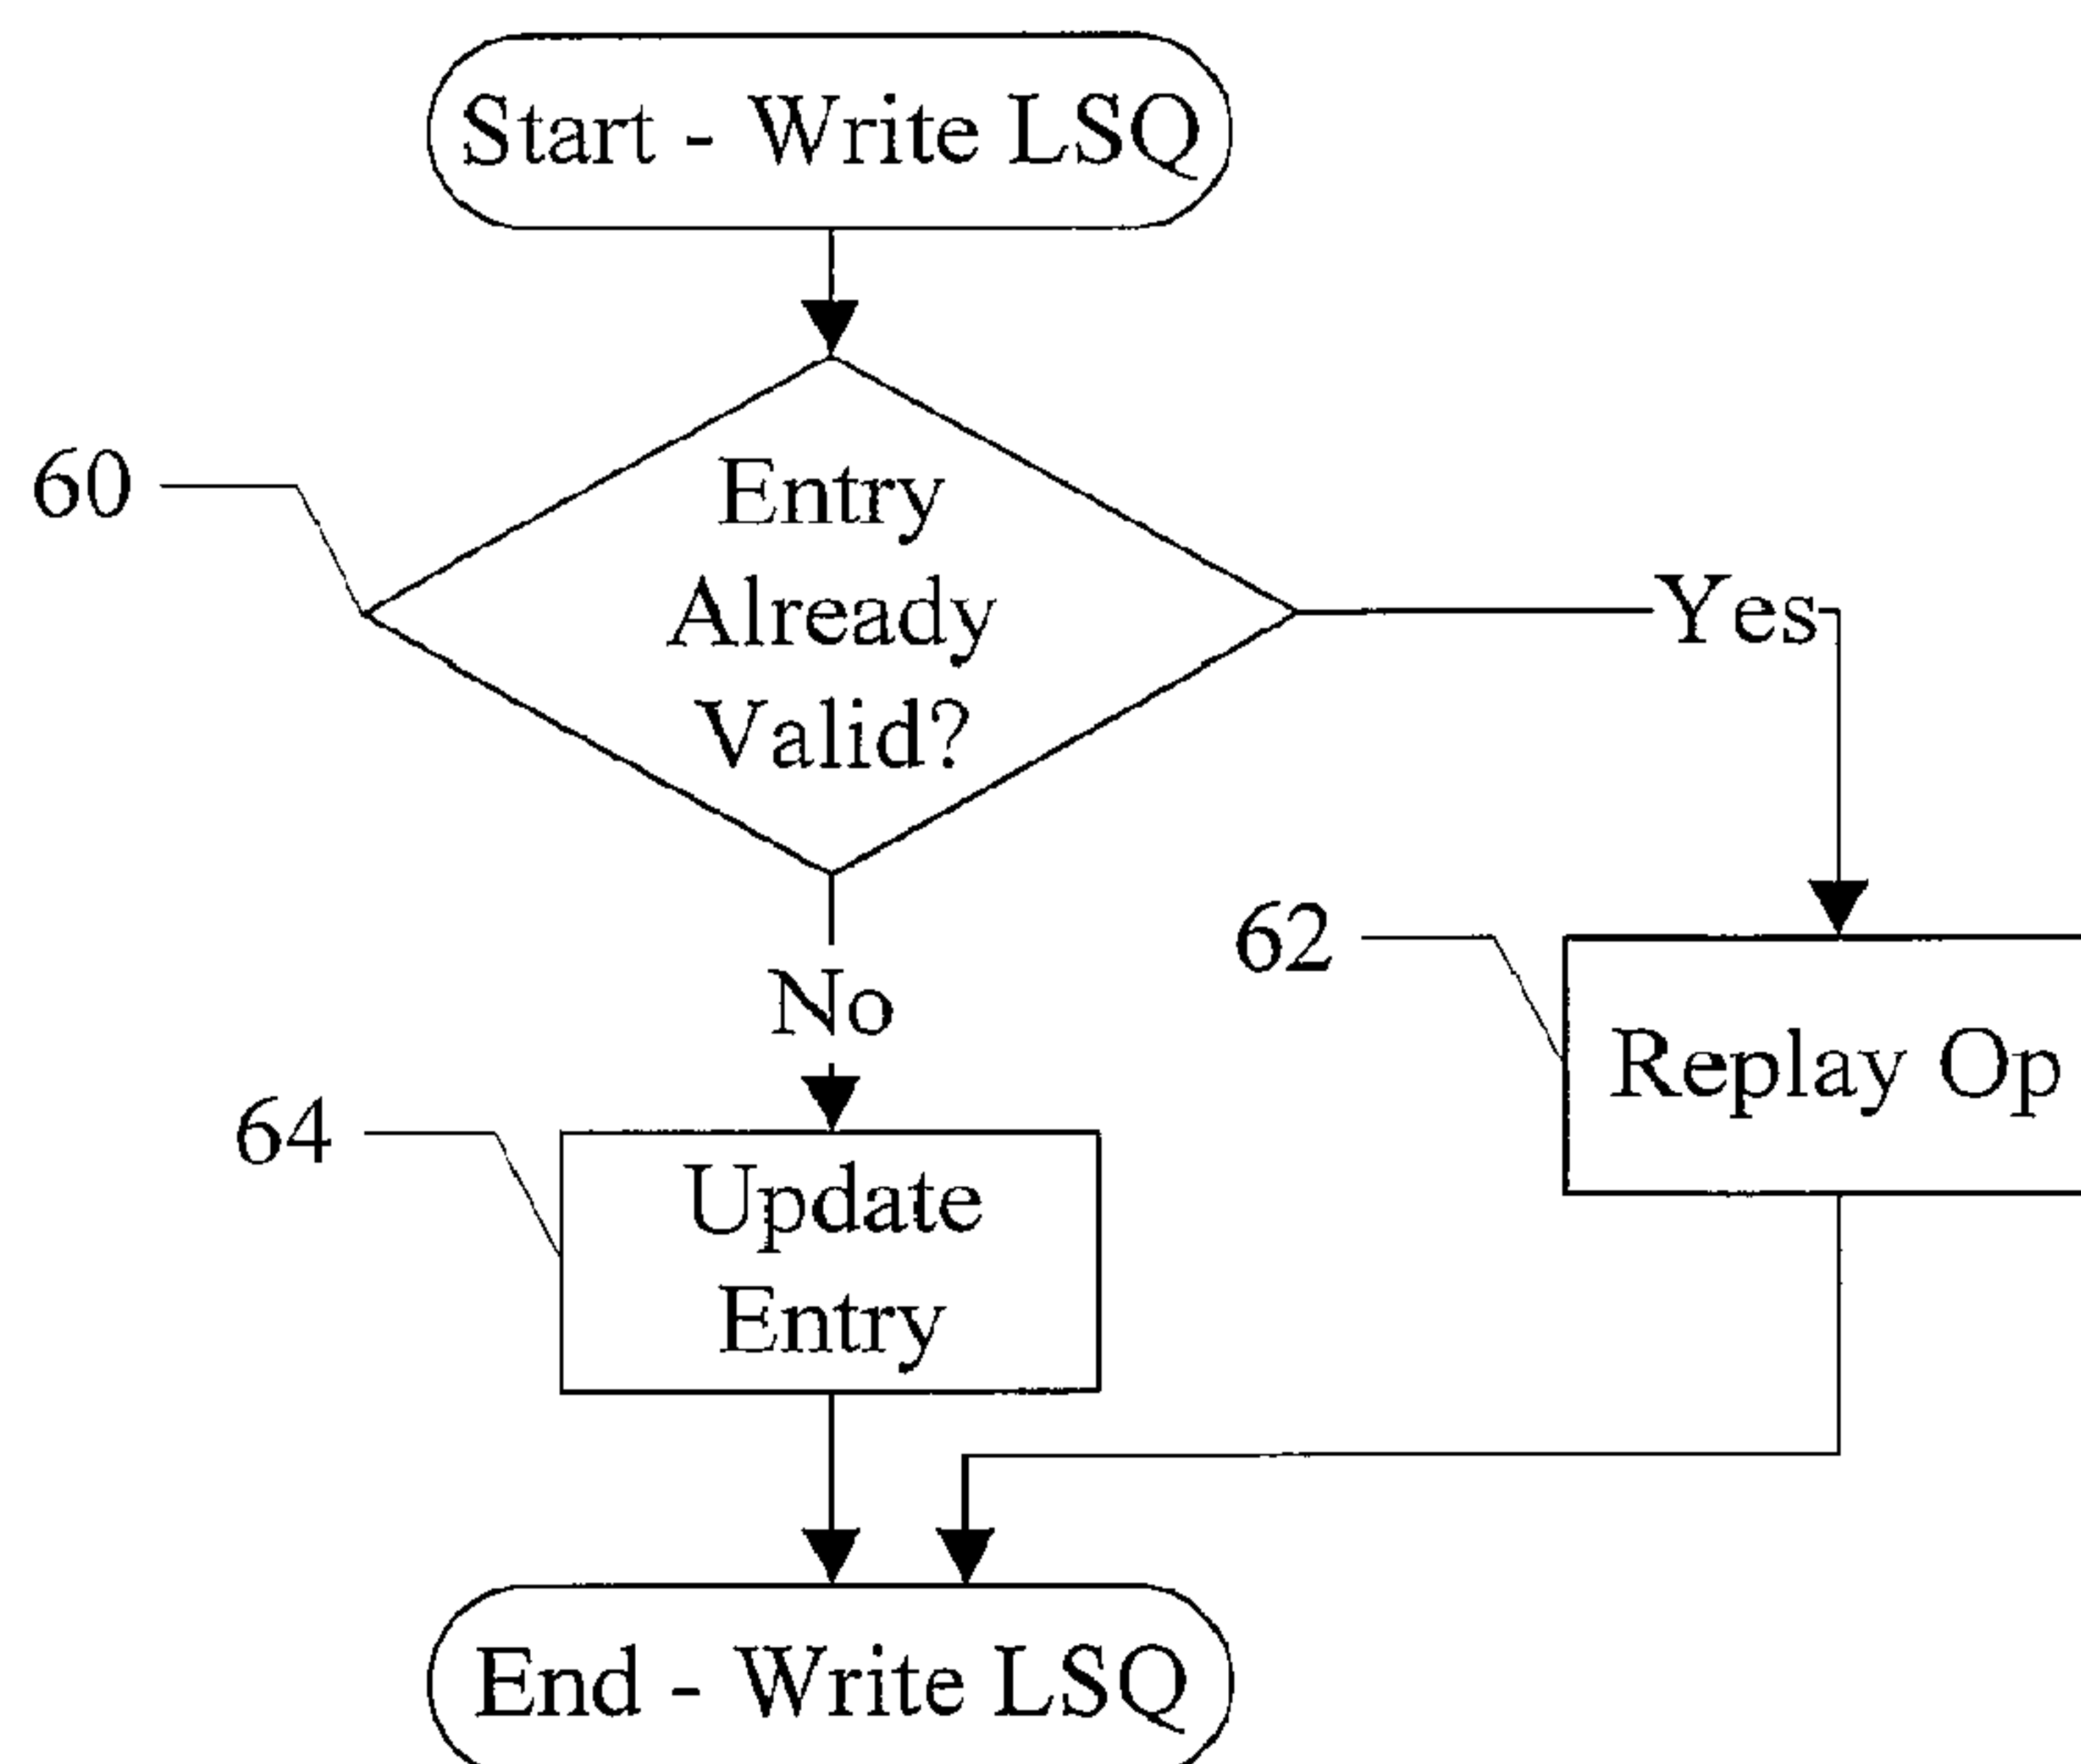 Start - Write LSQ
60
Entry
Already
Valid?
Yes
No
62
Replay Op
64
Update
Entry
End - Write LSQ